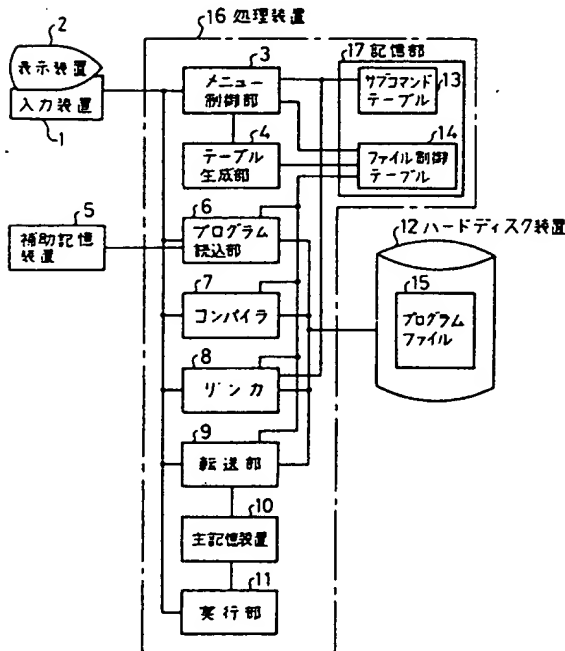 16 処理装置
2
表示装置
入力装置
1
3
メニュー
制御部
17 記憶部
サブコマンド
テーブル
13
4
テーブル
生成部
14
ファイル制御
テーブル
5
補助記憶
装置
6
プログラム
読込部
12 ハードディスク装置
15
プログラム
ファイル
7
コンパイラ
8
リンカ
9
転送部
10
主記憶装置
11
実行部